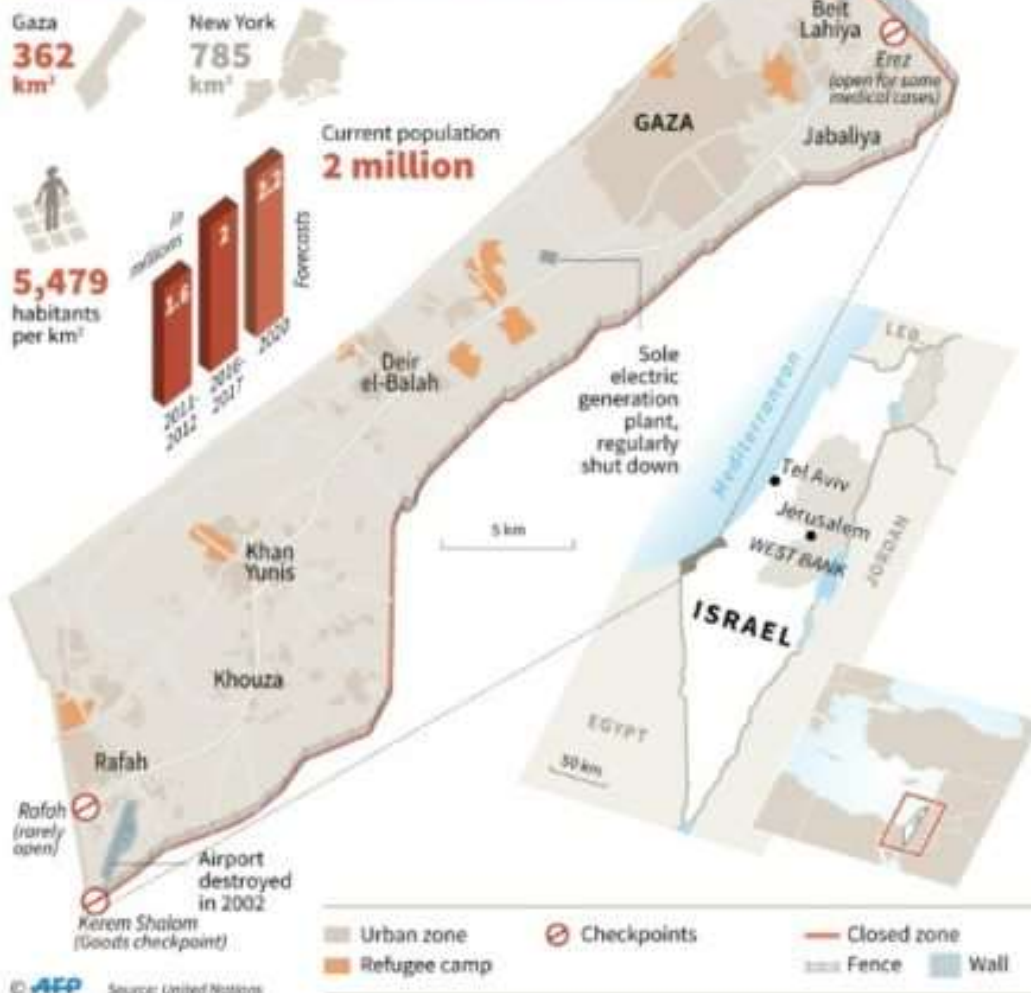 Gaza
362
km²
New York
785
km²
Current population
2 million
in
millions
1.6
2
2.2
Forecasts
2011-
2012
2016-
2017
2020
5,479
habitants
per km²
Beit
Lahiya
Erez
(open for some
medical cases)
GAZA
Jabaliya
Deir
el-Balah
Sole
electric
generation
plant,
regularly
shut down
5 km
Khan
Yunis
Khouza
Rafah
Rafah
(rarely
open)
Airport
destroyed
in 2002
Kerem Shalom
(Goods checkpoint)
Mediterranean
LEB.
Tel Aviv
Jerusalem
WEST BANK
JORDAN
ISRAEL
EGYPT
50 km
Urban zone
Checkpoints
Closed zone
Refugee camp
Fence
Wall
© AFP
Source: United Nations